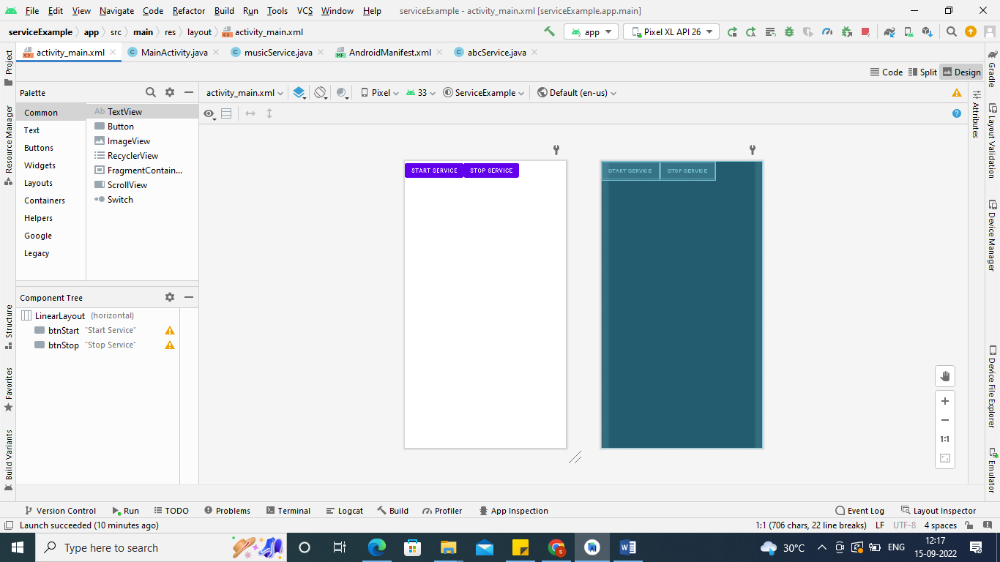 File Edit View Navigate Code Refactor Build Run Tools VCS Window Help serviceExample - activity_main.xml [serviceExample.app.main]
serviceExample app src main res layout activity_main.xml app Pixel XL API 26
activity_main.xml MainActivity.java musicService.java AndroidManifest.xml abcService.java
Code Split Design
Palette activity_main.xml Pixel 33 ServiceExample Default (en-us)
Common
Text
Buttons
Widgets
Layouts
Containers
Helpers
Google
Legacy
Ab TextView
Button
ImageView
RecyclerView
FragmentContain...
ScrollView
Switch
START SERVICE STOP SERVICE
START SERVICE STOP SERVICE
Component Tree
LinearLayout (horizontal)
btnStart "Start Service"
btnStop "Stop Service"
1:1
Project
Resource Manager
Structure
Favorites
Build Variants
Attributes
Gradle
Layout Validation
Device Manager
Device File Explorer
Emulator
Version Control Run TODO Problems Terminal Logcat Build Profiler App Inspection Event Log Layout Inspector
Launch succeeded (10 minutes ago) 1:1 (706 chars, 22 line breaks) LF UTF-8 4 spaces
Type here to search 30°C ENG
12:17
15-09-2022